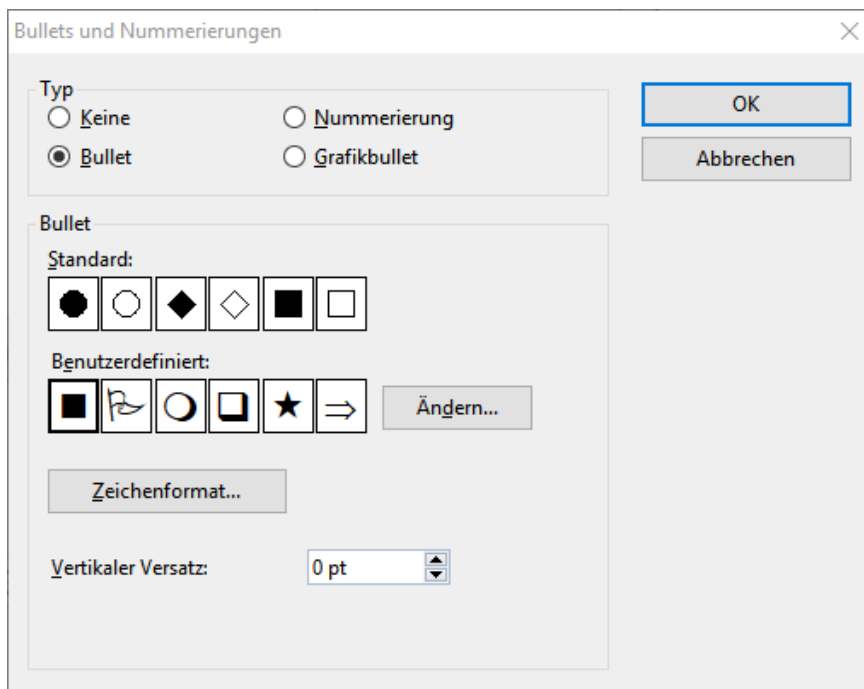 Bullets und Nummerierungen
Typ
Keine
Nummerierung
Bullet
Grafikbullet
OK
Abbrechen
Bullet
Standard:
Benutzerdefiniert:
Ändern...
Zeichenformat...
Vertikaler Versatz:
0 pt